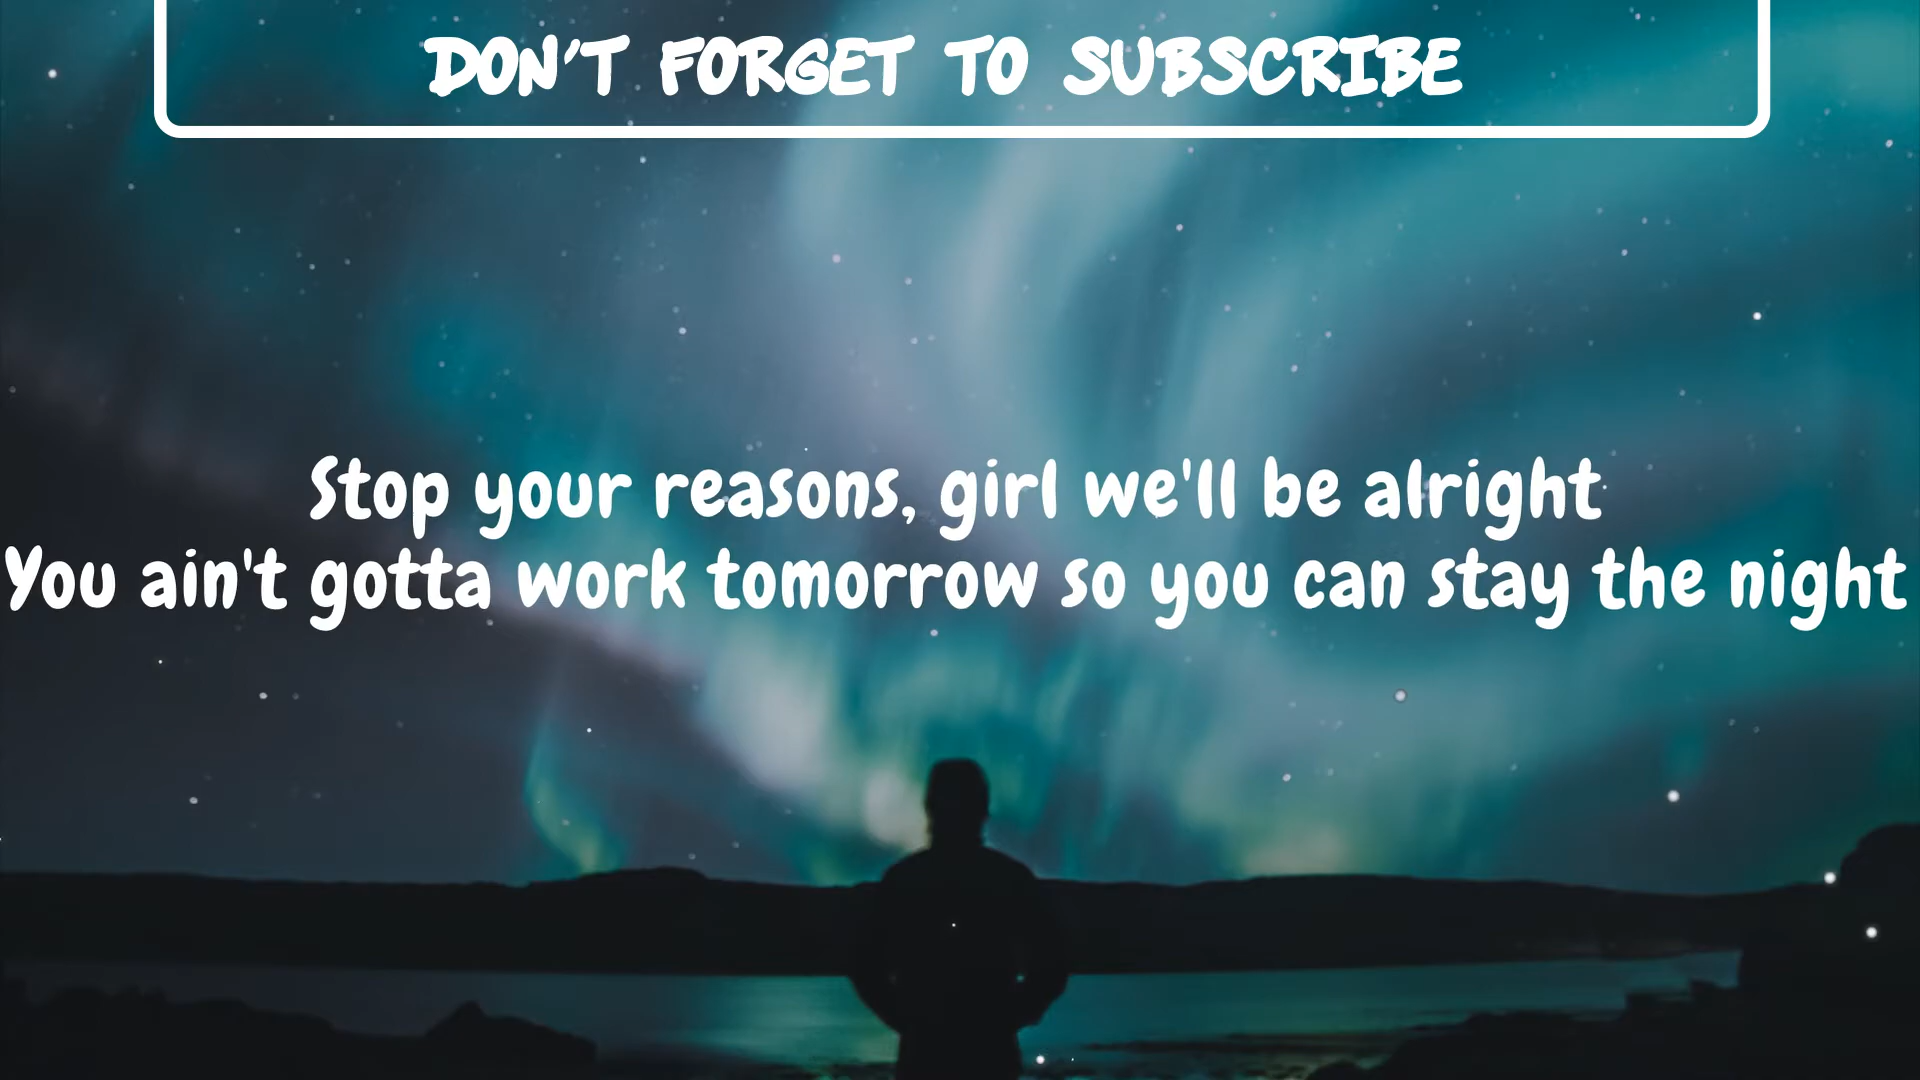 DON'T FORGET TO SUBSCRIBE
Stop your reasons, girl we'll be alright
You ain't gotta work tomorrow so you can stay the night